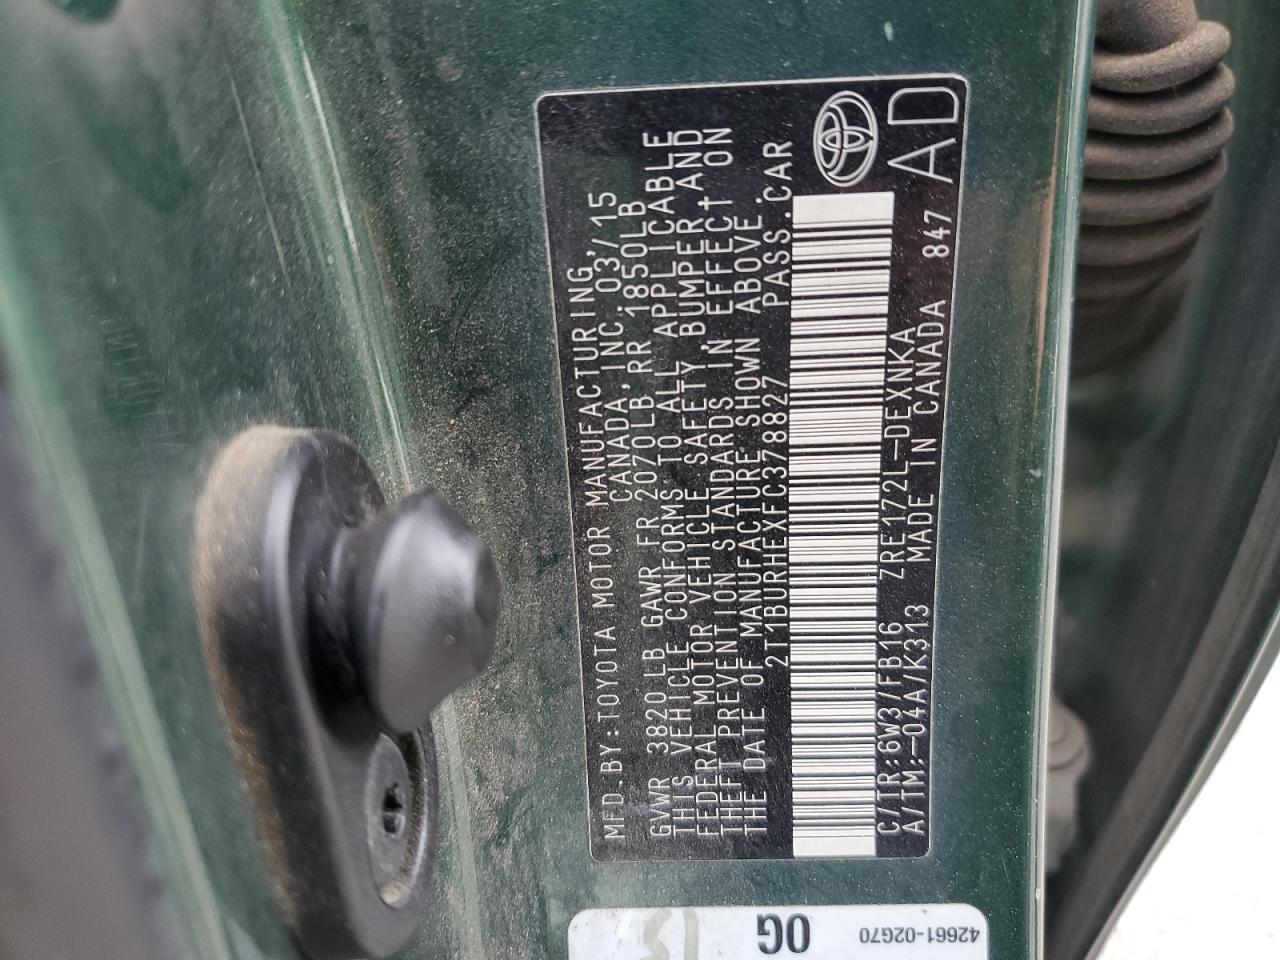 MFD.BY:TOYOTA MOTOR MANUFACTURING,
CANADA,INC. 03/15
GVWR 3820 LB GAWR FR 2020LB,RR 1850LB
THIS VEHICLE CONFORMS TO ALL APPLICABLE
FEDERAL MOTOR VEHICLE SAFETY,BUMPER,AND
THEFT PREVENTION STANDARDS IN EFFECT ON
THE DATE OF MANUFACTURE SHOWN ABOVE.
2T1BURHEXFC378827 PASS.CAR
C/TR:6W3/FB16 ZRE172L-DEXNKA
A/TM:-04A/K313 MADE IN CANADA 847 AD
0G
42661-02G70